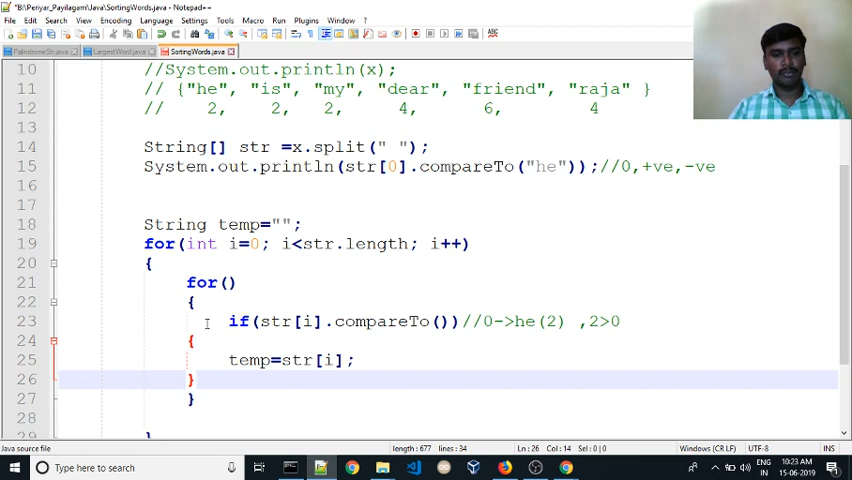 *B:\Periyar_Payilagam\Java\SortingWords.java - Notepad++
File Edit Search View Encoding Language Settings Tools Macro Run Plugins Window ?
PalindromeStr.java LargestWord.java SortingWords.java
10 //System.out.println(x);
11 // {"he", "is", "my", "dear", "friend", "raja" }
12 // 2, 2, 2, 4, 6, 4
13
14 String[] str =x.split(" ");
15 System.out.println(str[0].compareTo("he"));//0,+ve,-ve
16
17
18 String temp="";
19 for(int i=0; i<str.length; i++)
20 {
21 for()
22 {
23 if(str[i].compareTo())//0->he(2) ,2>0
24 {
25 temp=str[i];
26 }
27 }
28
29 }
Java source file length : 677 lines : 34 Ln : 26 Col : 14 Sel : 0 | 0 Windows (CR LF) UTF-8 INS
Type here to search
ENG
IN
10:23 AM
15-06-2019